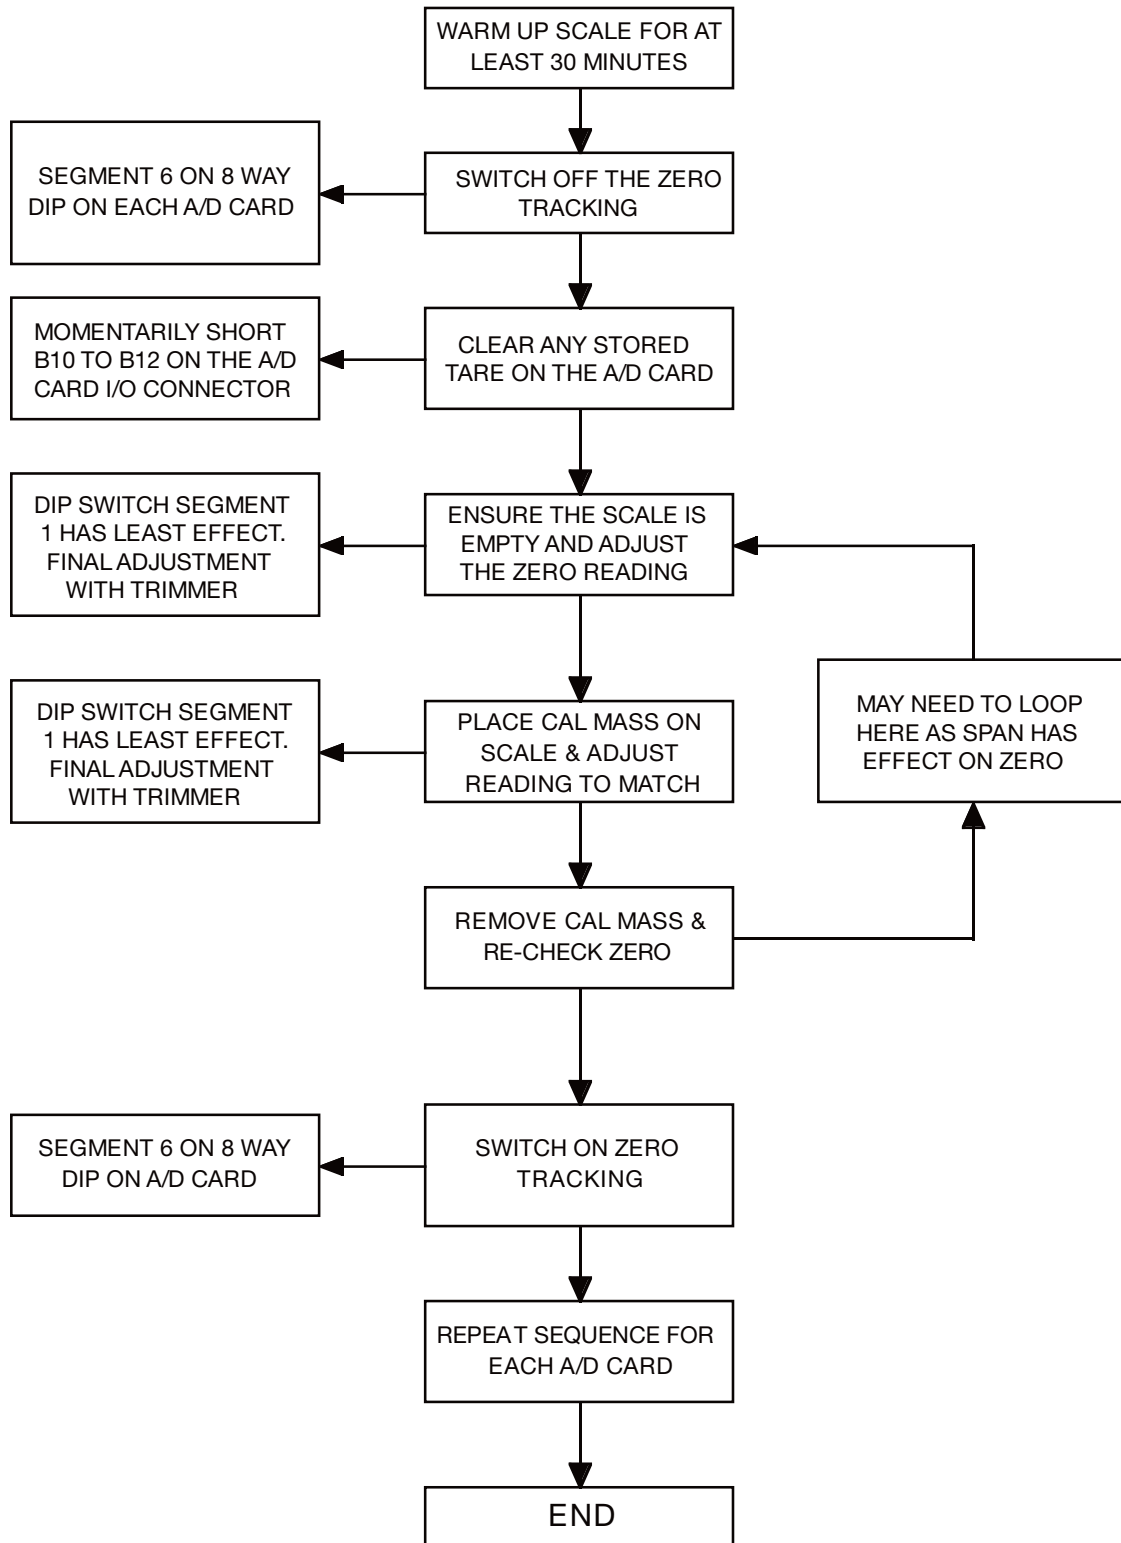 WARM UP SCALE FOR AT
LEAST 30 MINUTES
SEGMENT 6 ON 8 WAY
DIP ON EACH A/D CARD
SWITCH OFF THE ZERO
TRACKING
MOMENTARILY SHORT
B10 TO B12 ON THE A/D
CARD I/O CONNECTOR
CLEAR ANY STORED
TARE ON THE A/D CARD
DIP SWITCH SEGMENT
1 HAS LEAST EFFECT.
FINAL ADJUSTMENT
WITH TRIMMER
ENSURE THE SCALE IS
EMPTY AND ADJUST
THE ZERO READING
DIP SWITCH SEGMENT
1 HAS LEAST EFFECT.
FINAL ADJUSTMENT
WITH TRIMMER
PLACE CAL MASS ON
SCALE & ADJUST
READING TO MATCH
MAY NEED TO LOOP
HERE AS SPAN HAS
EFFECT ON ZERO
REMOVE CAL MASS &
RE-CHECK ZERO
SEGMENT 6 ON 8 WAY
DIP ON A/D CARD
SWITCH ON ZERO
TRACKING
REPEAT SEQUENCE FOR
EACH A/D CARD
END